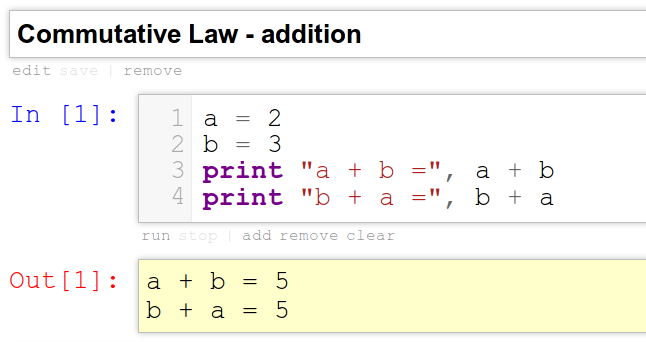 Commutative Law - addition
edit save | remove
In [1]:
1 a = 2
2 b = 3
3 print "a + b =", a + b
4 print "b + a =", b + a
run stop | add remove clear
Out[1]:
a + b = 5
b + a = 5